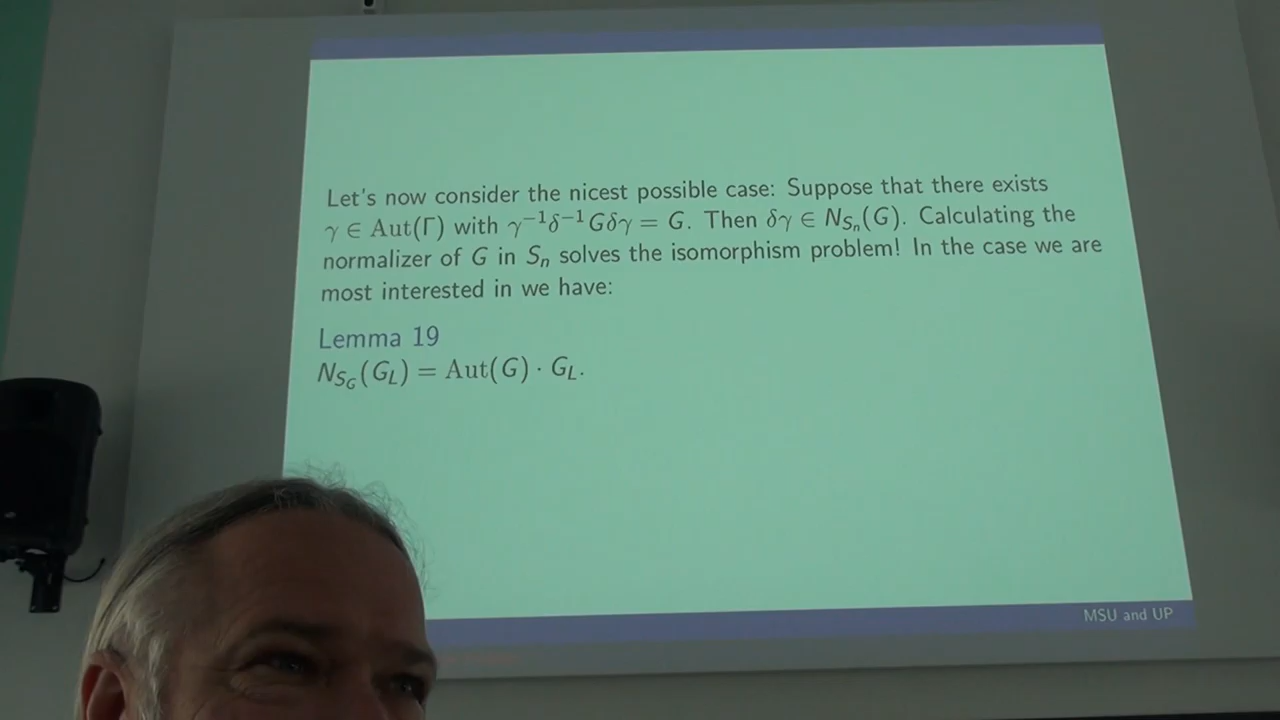 Let's now consider the nicest possible case: Suppose that there exists
γ ∈ Aut(Γ) with γ⁻¹δ⁻¹Gδγ = G. Then δγ ∈ N_{S_n}(G). Calculating the
normalizer of G in S_n solves the isomorphism problem! In the case we are
most interested in we have:
Lemma 19
N_{S_G}(G_L) = Aut(G) · G_L.
MSU and UP